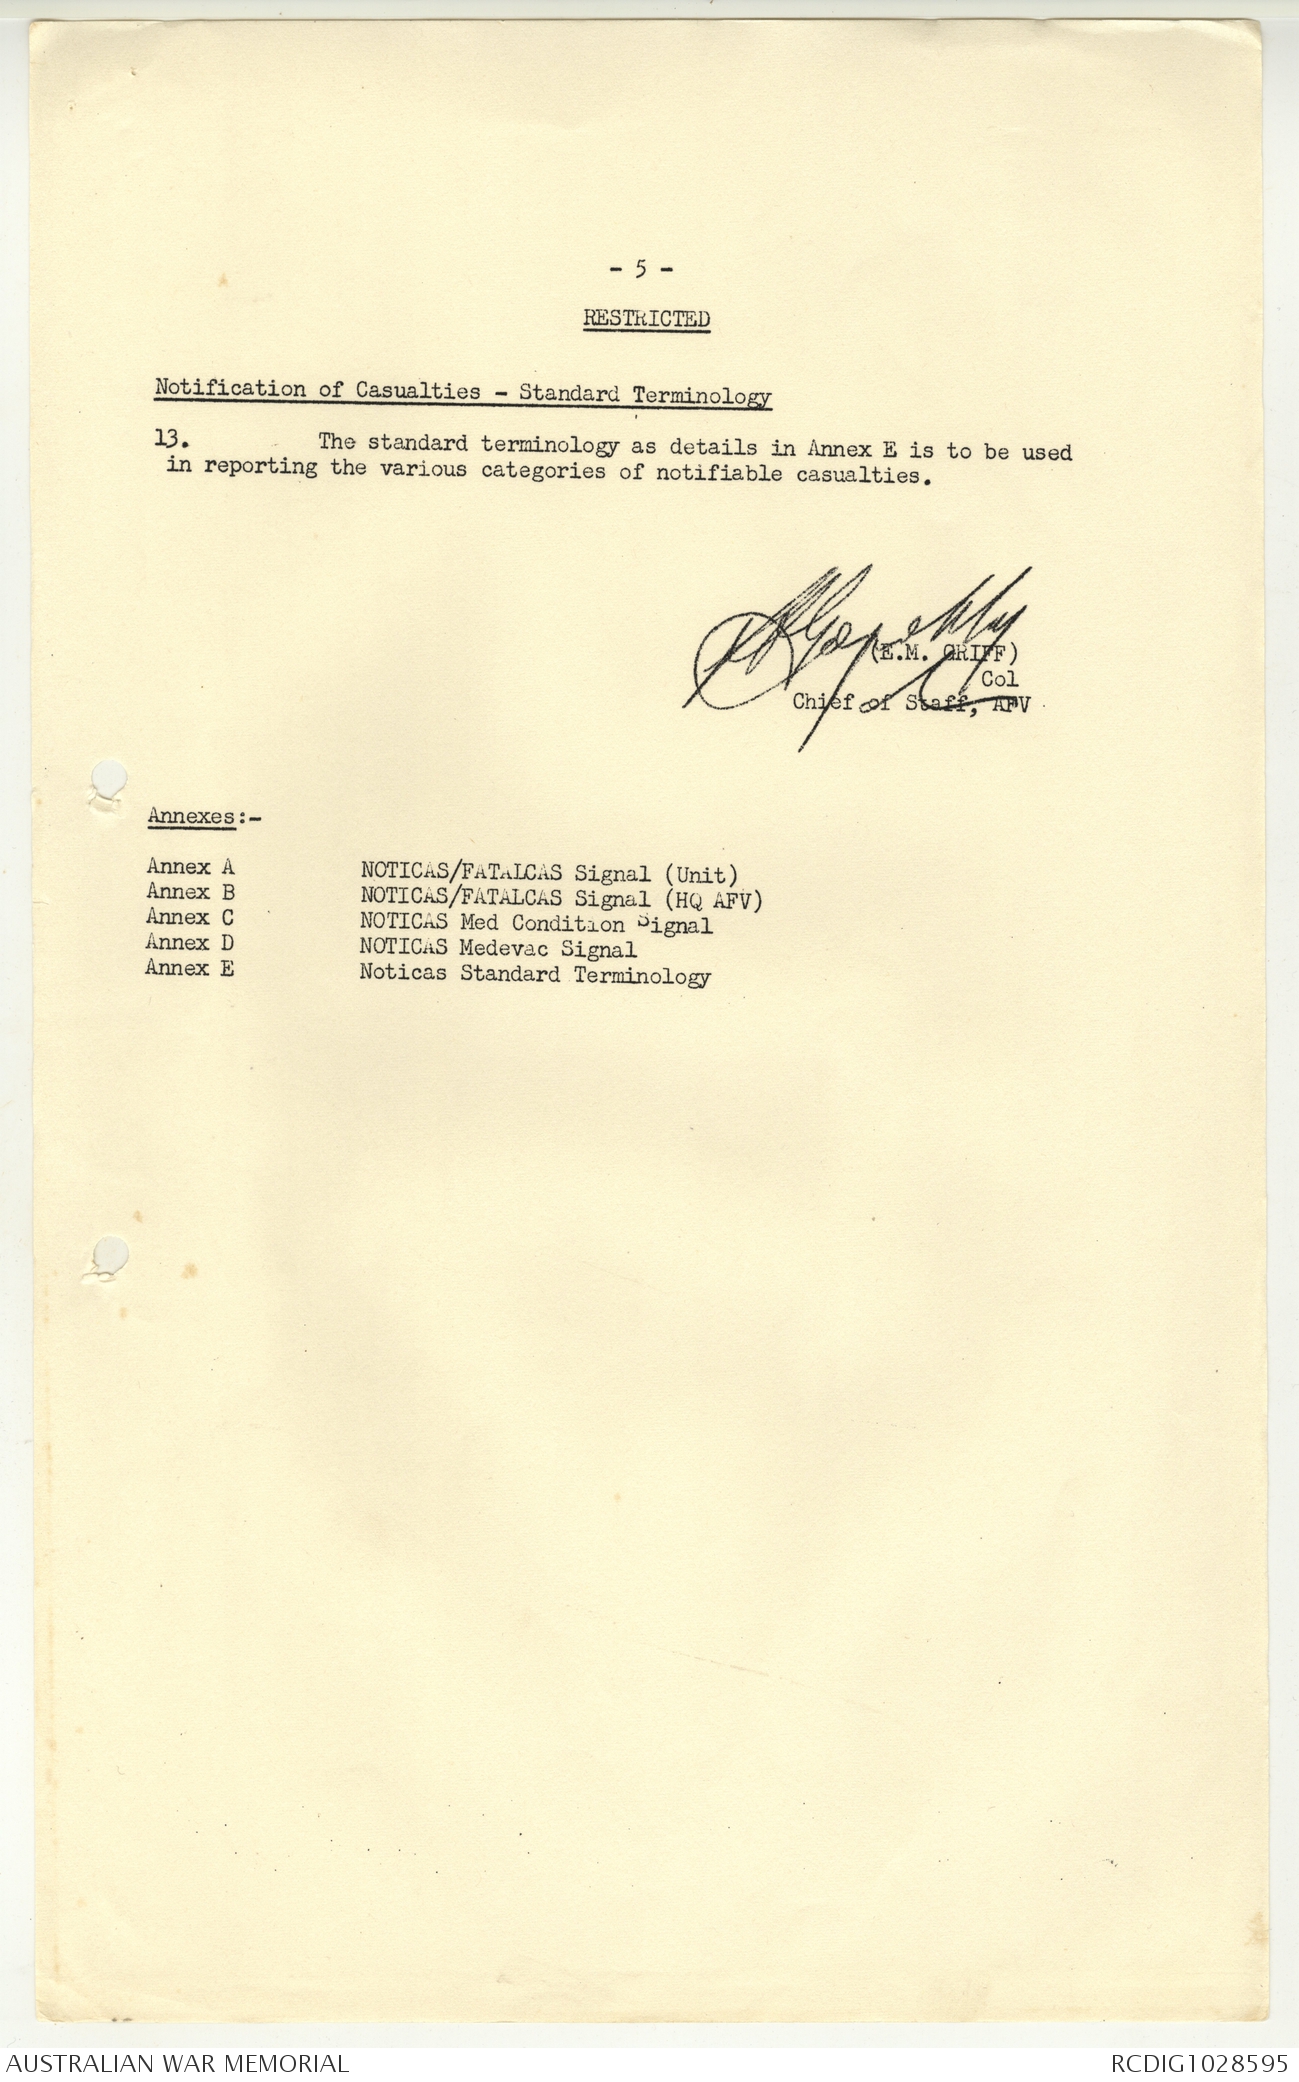 - 5 -
RESTRICTED
Notification of Casualties - Standard Terminology
13. The standard terminology as details in Annex E is to be used
in reporting the various categories of notifiable casualties.
(E.M. GRIFF)
Col
Chief of Staff, AFV
Annexes:-
Annex A NOTICAS/FATALCAS Signal (Unit)
Annex B NOTICAS/FATALCAS Signal (HQ AFV)
Annex C NOTICAS Med Condition Signal
Annex D NOTICAS Medevac Signal
Annex E Noticas Standard Terminology
AUSTRALIAN WAR MEMORIAL RCDIG1028595